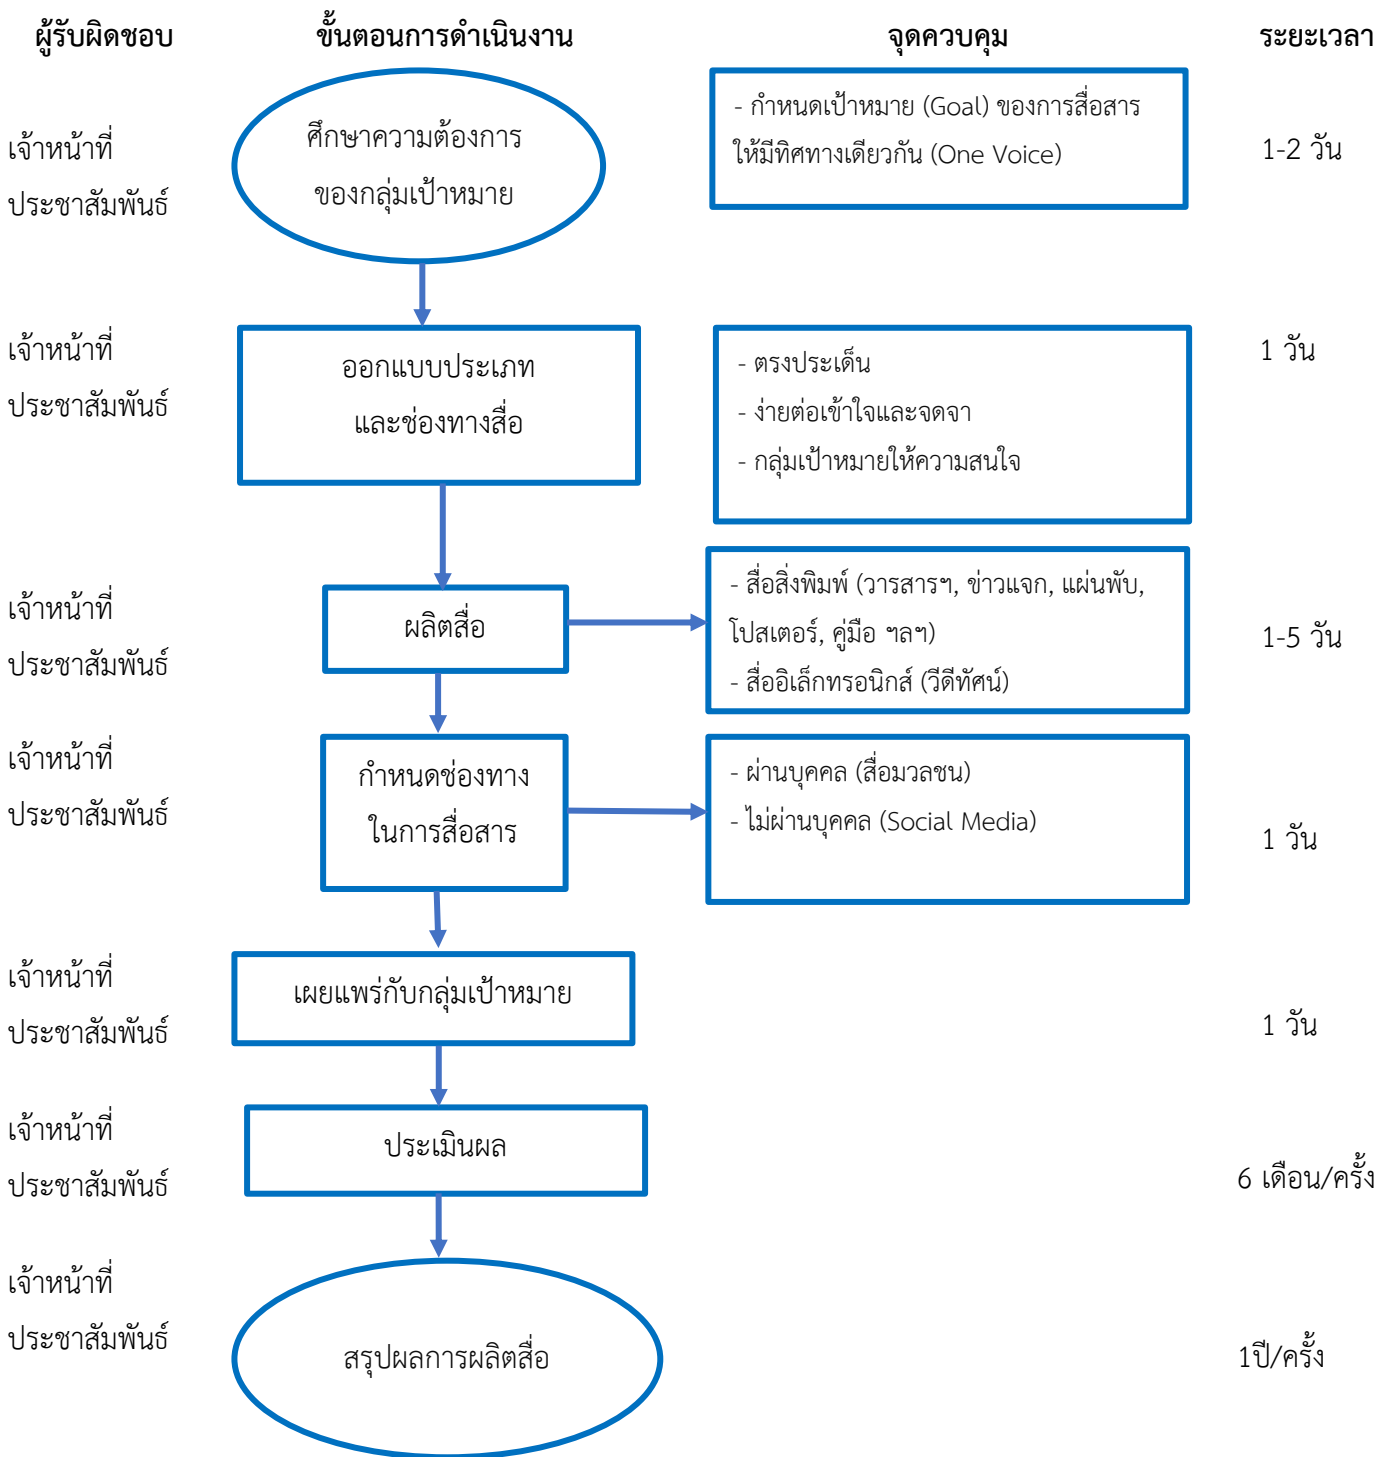 ผู้รับผิดชอบ ขั้นตอนการดำเนินงาน จุดควบคุม ระยะเวลา
เจ้าหน้าที่
ประชาสัมพันธ์
ศึกษาความต้องการ
ของกลุ่มเป้าหมาย
- กำหนดเป้าหมาย (Goal) ของการสื่อสาร
ให้มีทิศทางเดียวกัน (One Voice)
1-2 วัน
เจ้าหน้าที่
ประชาสัมพันธ์
ออกแบบประเภท
และช่องทางสื่อ
- ตรงประเด็น
- ง่ายต่อเข้าใจและจดจา
- กลุ่มเป้าหมายให้ความสนใจ
1 วัน
เจ้าหน้าที่
ประชาสัมพันธ์
ผลิตสื่อ
- สื่อสิ่งพิมพ์ (วารสารฯ, ข่าวแจก, แผ่นพับ,
โปสเตอร์, คู่มือ ฯลฯ)
- สื่ออิเล็กทรอนิกส์ (วีดีทัศน์)
1-5 วัน
เจ้าหน้าที่
ประชาสัมพันธ์
กำหนดช่องทาง
ในการสื่อสาร
- ผ่านบุคคล (สื่อมวลชน)
- ไม่ผ่านบุคคล (Social Media)
1 วัน
เจ้าหน้าที่
ประชาสัมพันธ์
เผยแพร่กับกลุ่มเป้าหมาย
1 วัน
เจ้าหน้าที่
ประชาสัมพันธ์
ประเมินผล
6 เดือน/ครั้ง
เจ้าหน้าที่
ประชาสัมพันธ์
สรุปผลการผลิตสื่อ
1ปี/ครั้ง